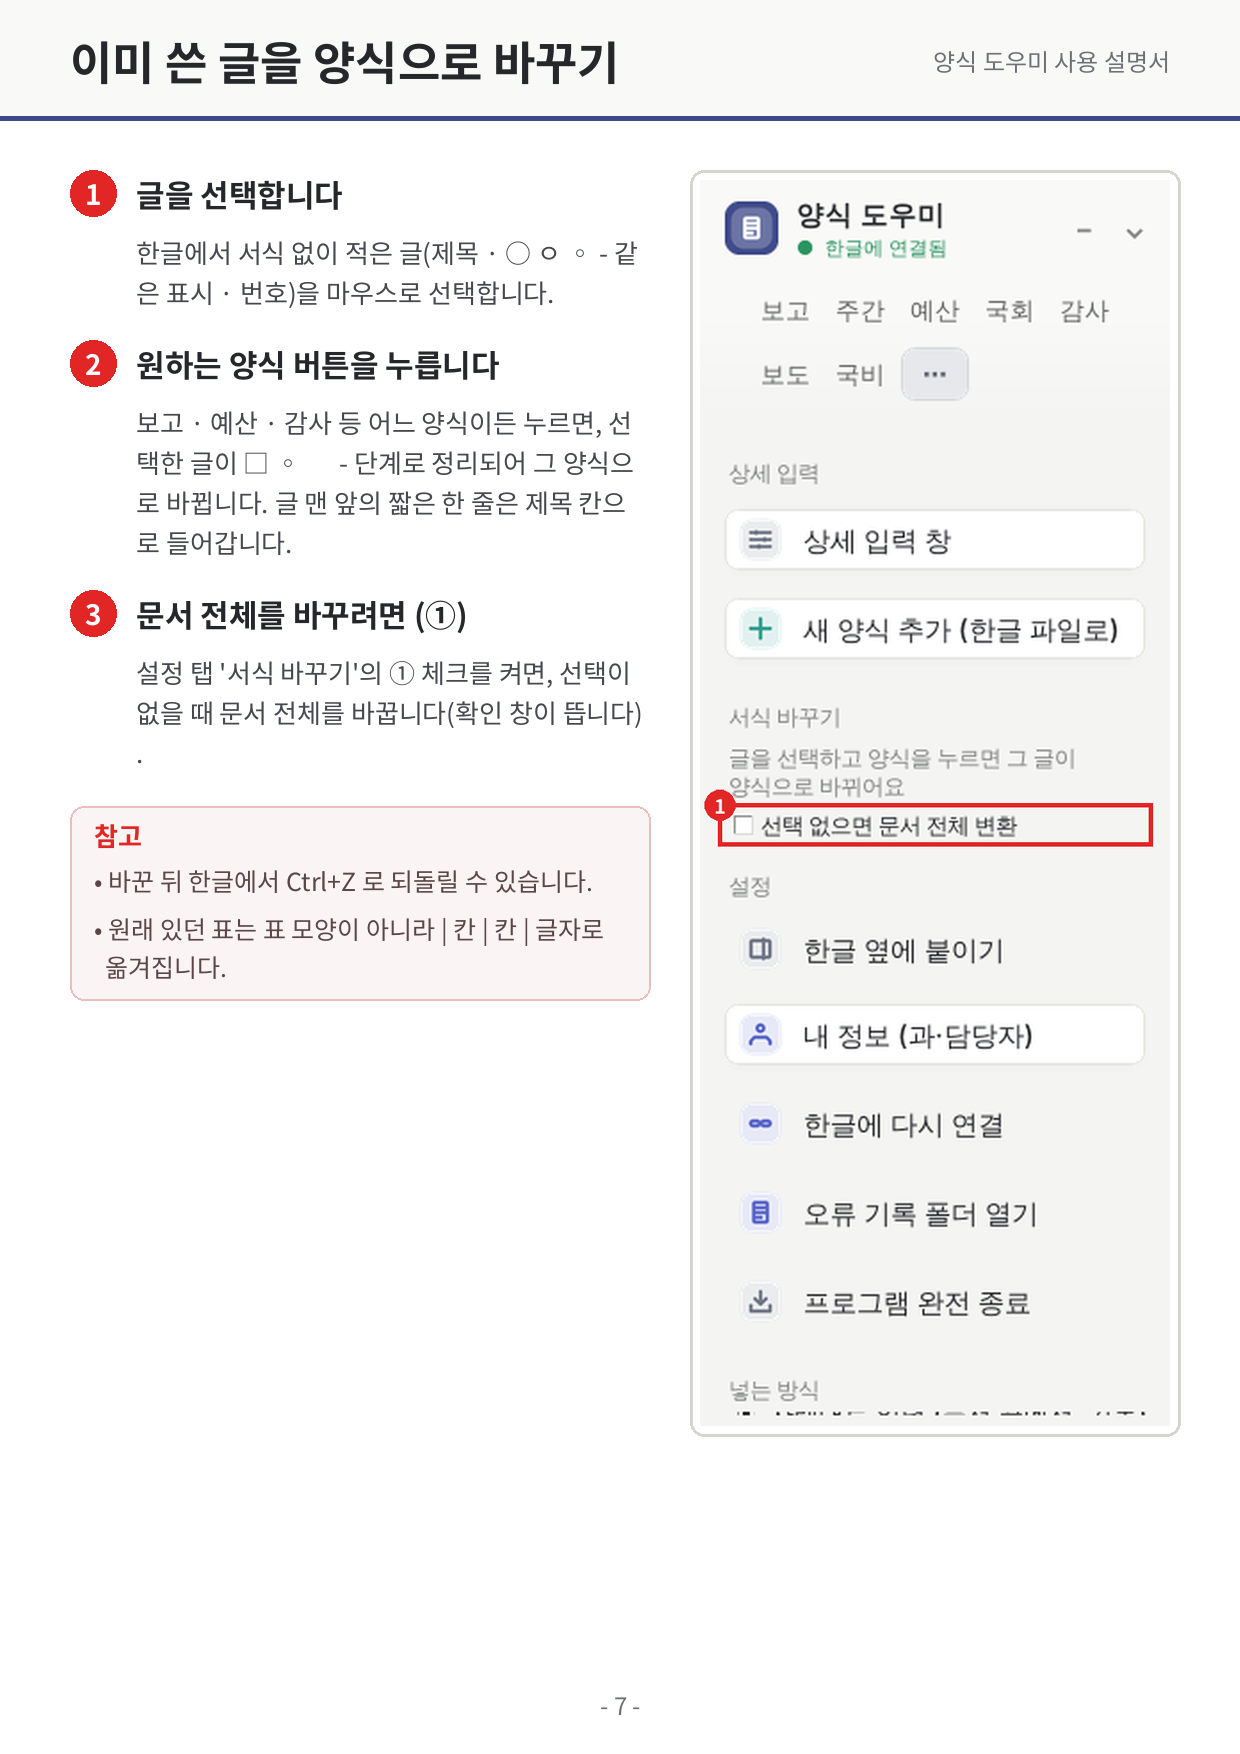 이미 쓴 글을 양식으로 바꾸기
양식 도우미 사용 설명서
1 글을 선택합니다
한글에서 서식 없이 적은 글(제목 · ◯ ㅇ ◦ - 같
은 표시 · 번호)을 마우스로 선택합니다.
2 원하는 양식 버튼을 누릅니다
보고 · 예산 · 감사 등 어느 양식이든 누르면, 선
택한 글이 □ ◦ - 단계로 정리되어 그 양식으
로 바뀝니다. 글 맨 앞의 짧은 한 줄은 제목 칸으
로 들어갑니다.
3 문서 전체를 바꾸려면 (①)
설정 탭 '서식 바꾸기'의 ① 체크를 켜면, 선택이
없을 때 문서 전체를 바꿉니다(확인 창이 뜹니다)
.
참고
• 바꾼 뒤 한글에서 Ctrl+Z 로 되돌릴 수 있습니다.
• 원래 있던 표는 표 모양이 아니라 | 칸 | 칸 | 글자로
옮겨집니다.
양식 도우미
● 한글에 연결됨
보고 주간 예산 국회 감사
보도 국비 ···
상세 입력
상세 입력 창
새 양식 추가 (한글 파일로)
서식 바꾸기
글을 선택하고 양식을 누르면 그 글이
양식으로 바뀌어요
1
선택 없으면 문서 전체 변환
설정
한글 옆에 붙이기
내 정보 (과·담당자)
한글에 다시 연결
오류 기록 폴더 열기
프로그램 완전 종료
넣는 방식
- 7 -